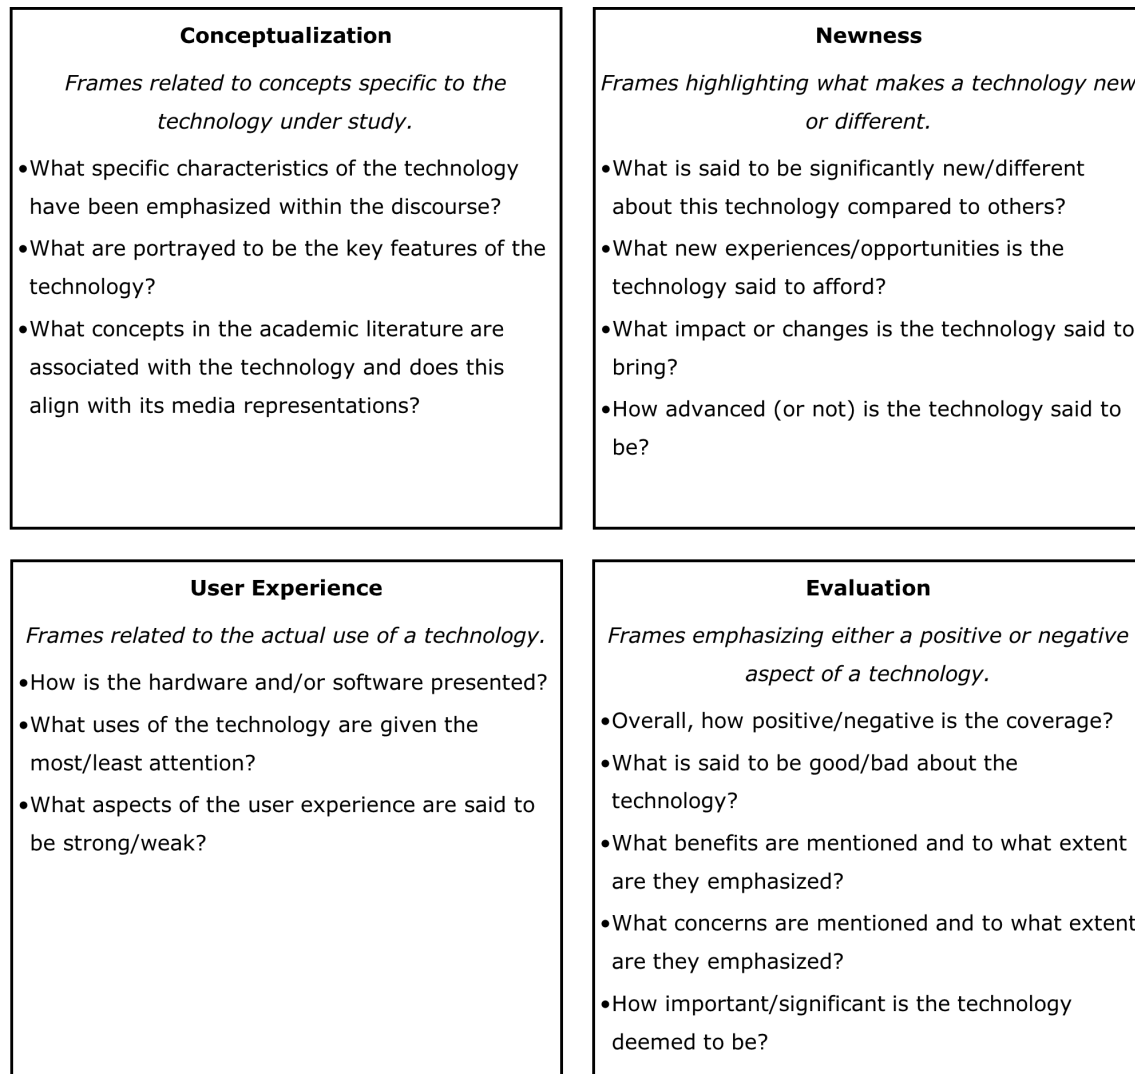 Conceptualization
Frames related to concepts specific to the
technology under study.
•What specific characteristics of the technology
have been emphasized within the discourse?
•What are portrayed to be the key features of the
technology?
•What concepts in the academic literature are
associated with the technology and does this
align with its media representations?
Newness
Frames highlighting what makes a technology new
or different.
•What is said to be significantly new/different
about this technology compared to others?
•What new experiences/opportunities is the
technology said to afford?
•What impact or changes is the technology said to
bring?
•How advanced (or not) is the technology said to
be?
User Experience
Frames related to the actual use of a technology.
•How is the hardware and/or software presented?
•What uses of the technology are given the
most/least attention?
•What aspects of the user experience are said to
be strong/weak?
Evaluation
Frames emphasizing either a positive or negative
aspect of a technology.
•Overall, how positive/negative is the coverage?
•What is said to be good/bad about the
technology?
•What benefits are mentioned and to what extent
are they emphasized?
•What concerns are mentioned and to what extent
are they emphasized?
•How important/significant is the technology
deemed to be?